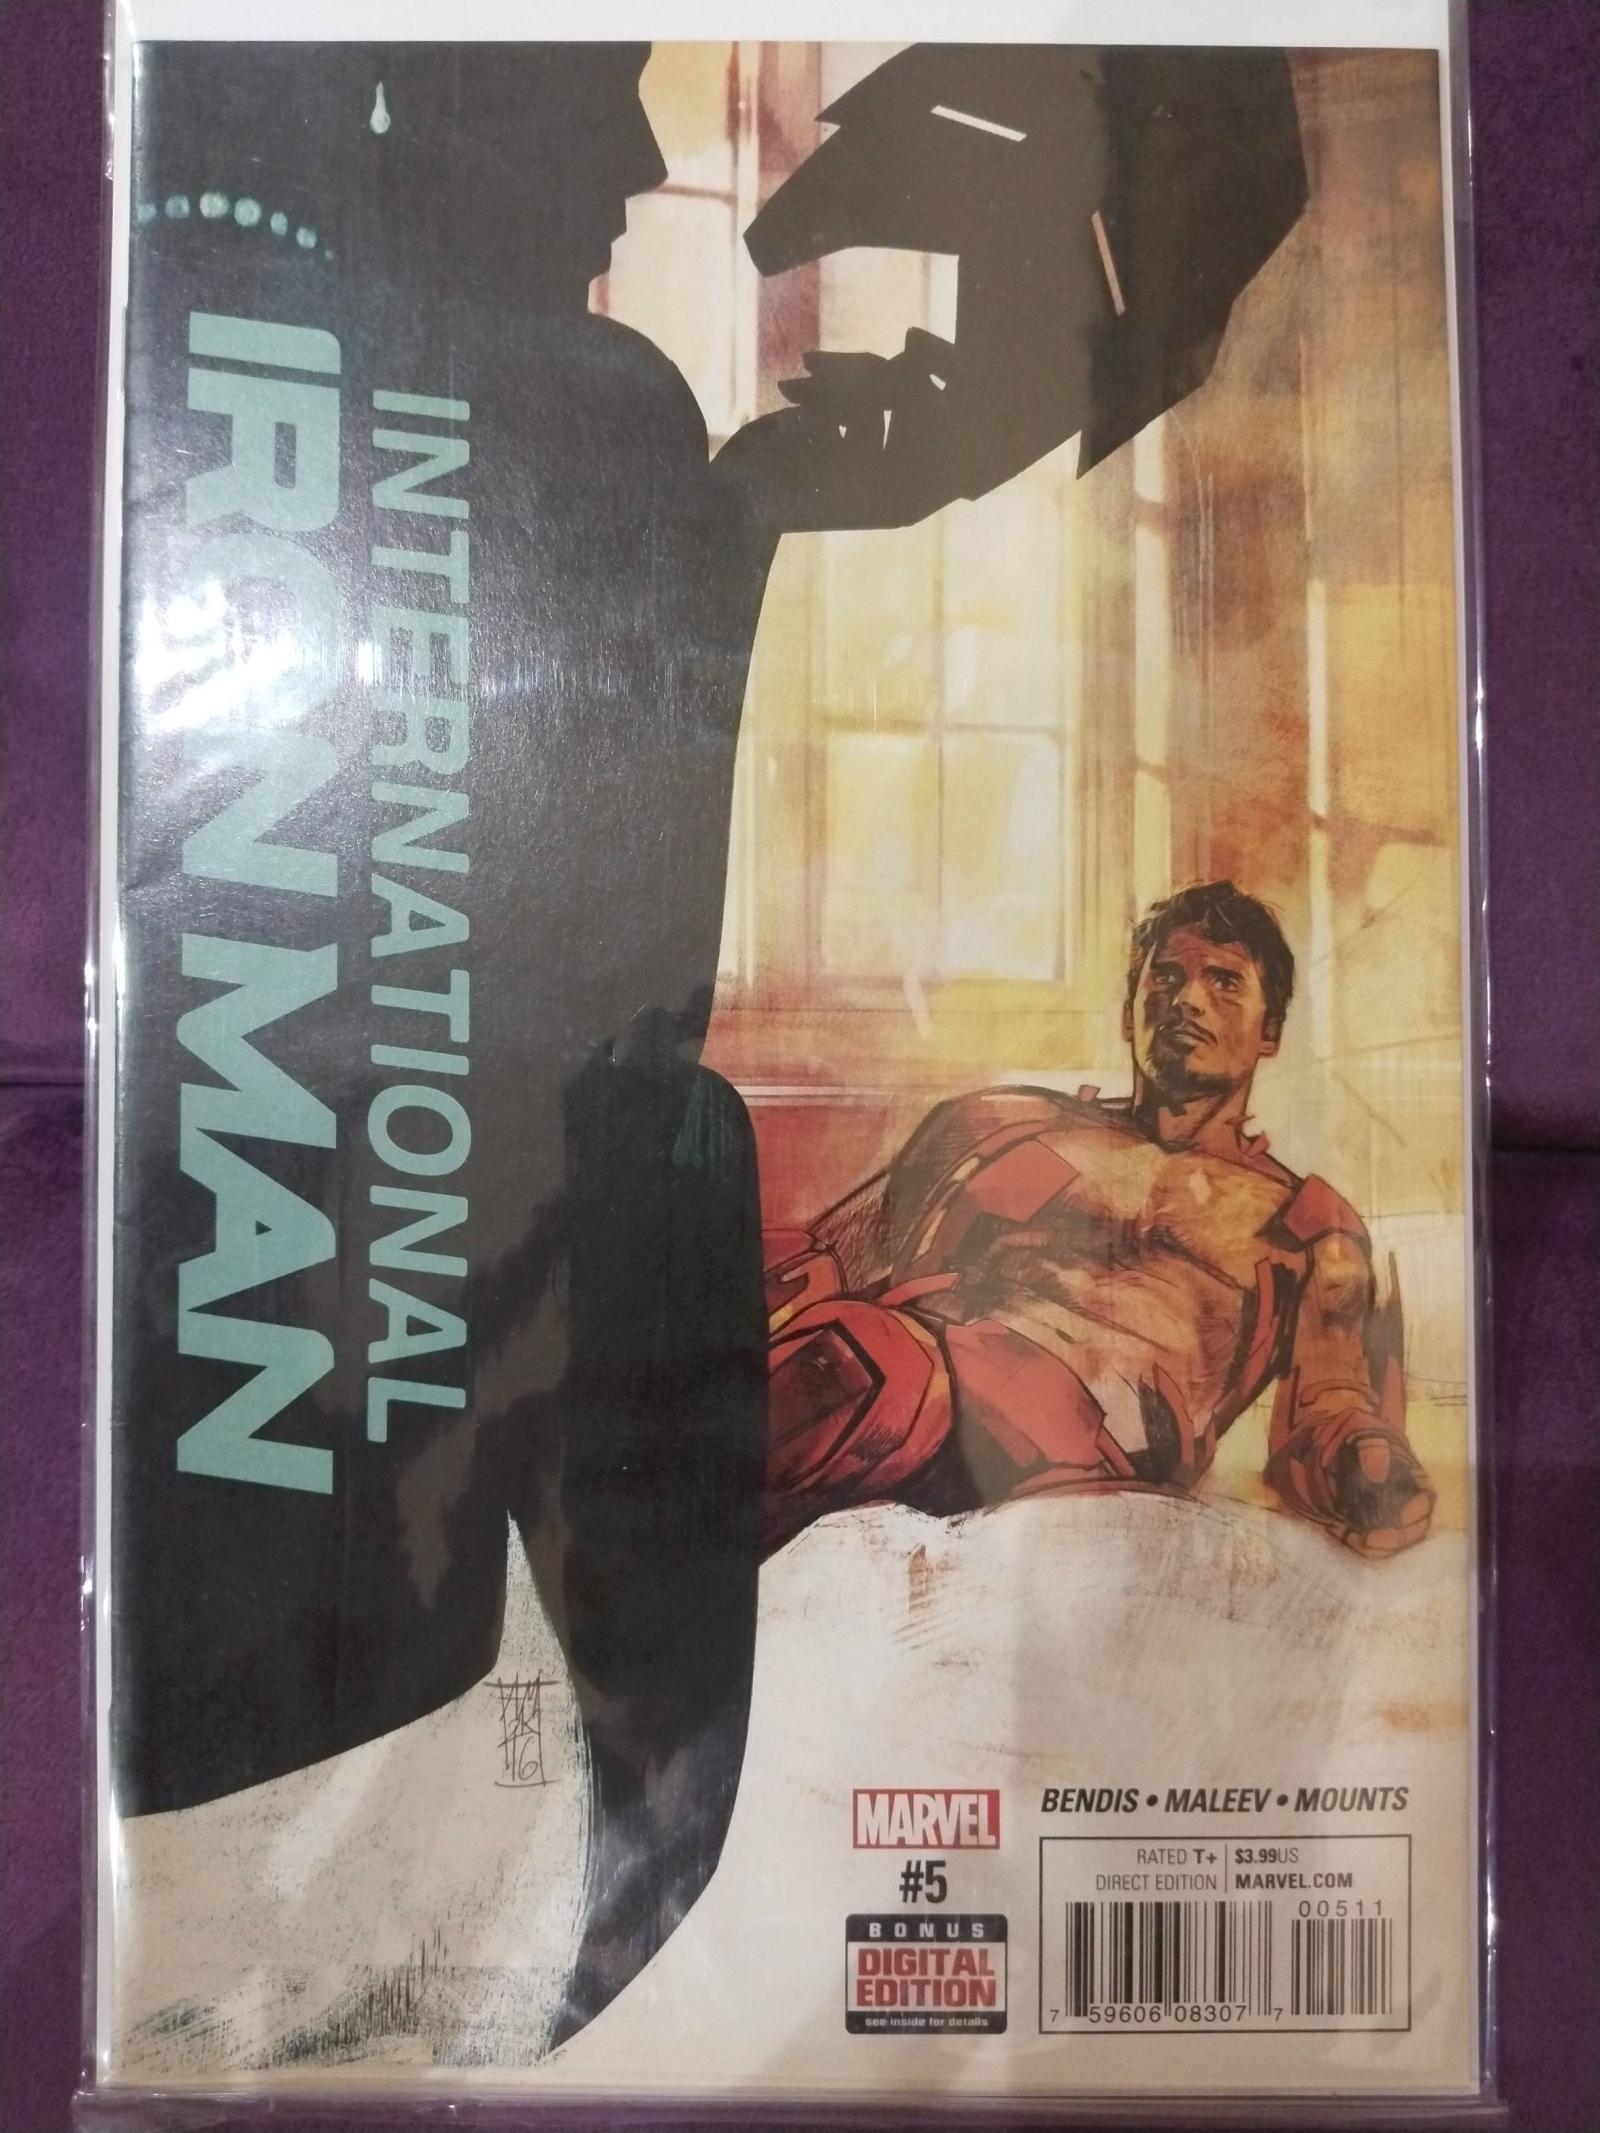 INTERNATIONAL
IRON MAN
MARVEL
#5
BONUS
DIGITAL
EDITION
see inside for details
BENDIS • MALEEV • MOUNTS
RATED T+ $3.99US
DIRECT EDITION MARVEL.COM
00511
7 59606 08307 7